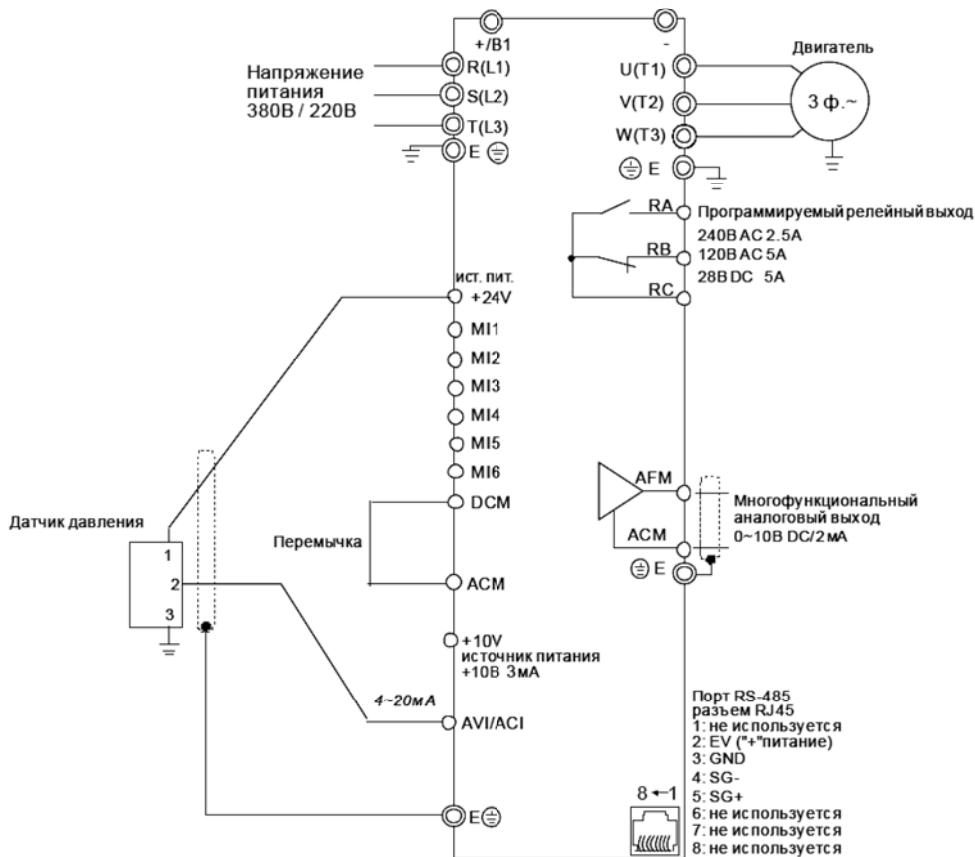 +/B1
-
Напряжение
питания
380В / 220В
R(L1)
S(L2)
T(L3)
E
U(T1)
V(T2)
W(T3)
E
Двигатель
3 ф.~
RA
RB
RC
Программируемый релейный выход
240В AC 2.5А
120В AC 5А
28В DC 5А
ист. пит.
+24V
MI1
MI2
MI3
MI4
MI5
MI6
DCM
Перемычка
ACM
Датчик давления
1
2
3
+10V
источник питания
+10В 3мА
4~20мА
AVI/ACI
E
AFM
ACM
E
Многофункциональный
аналоговый выход
0~10В DC/2мА
Порт RS-485
разъем RJ45
1: не используется
2: EV ("+"питание)
3: GND
4: SG-
5: SG+
6: не используется
7: не используется
8: не используется
8←1